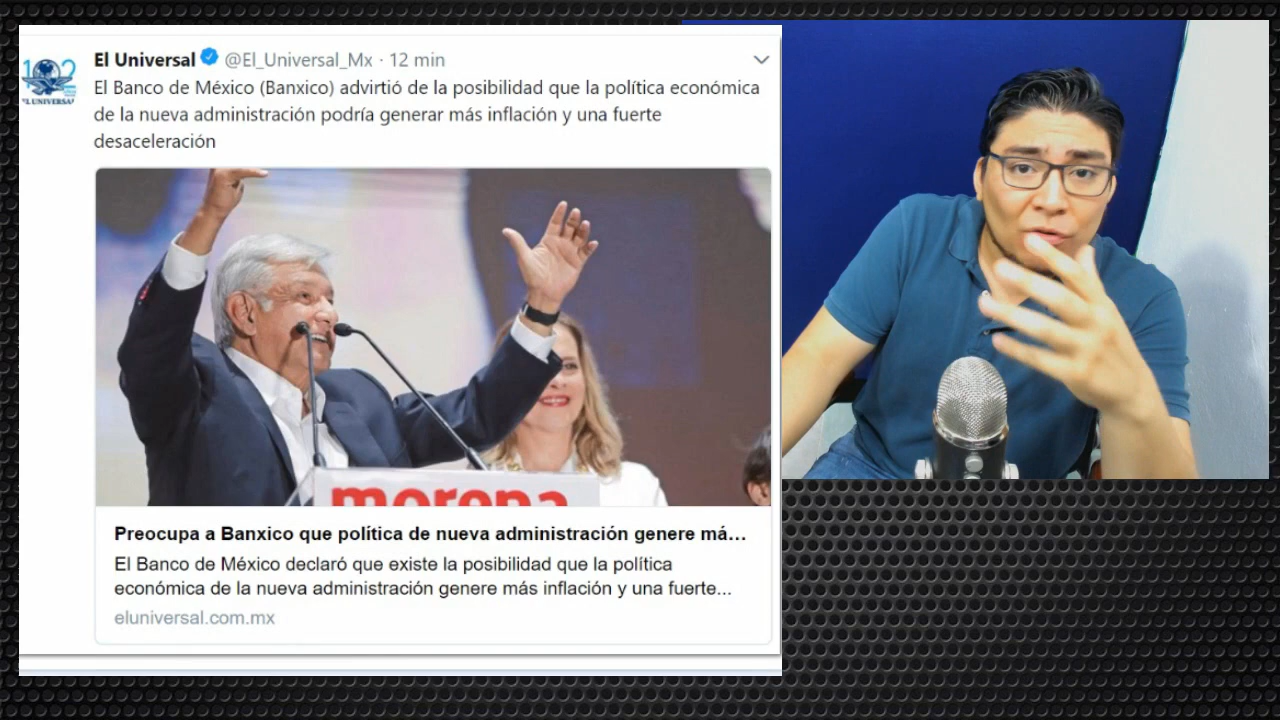 El Universal @El_Universal_Mx · 12 min
El Banco de México (Banxico) advirtió de la posibilidad que la política económica
de la nueva administración podría generar más inflación y una fuerte
desaceleración
102
EL UNIVERSAL
morena
Preocupa a Banxico que política de nueva administración genere má...
El Banco de México declaró que existe la posibilidad que la política
económica de la nueva administración genere más inflación y una fuerte...
eluniversal.com.mx